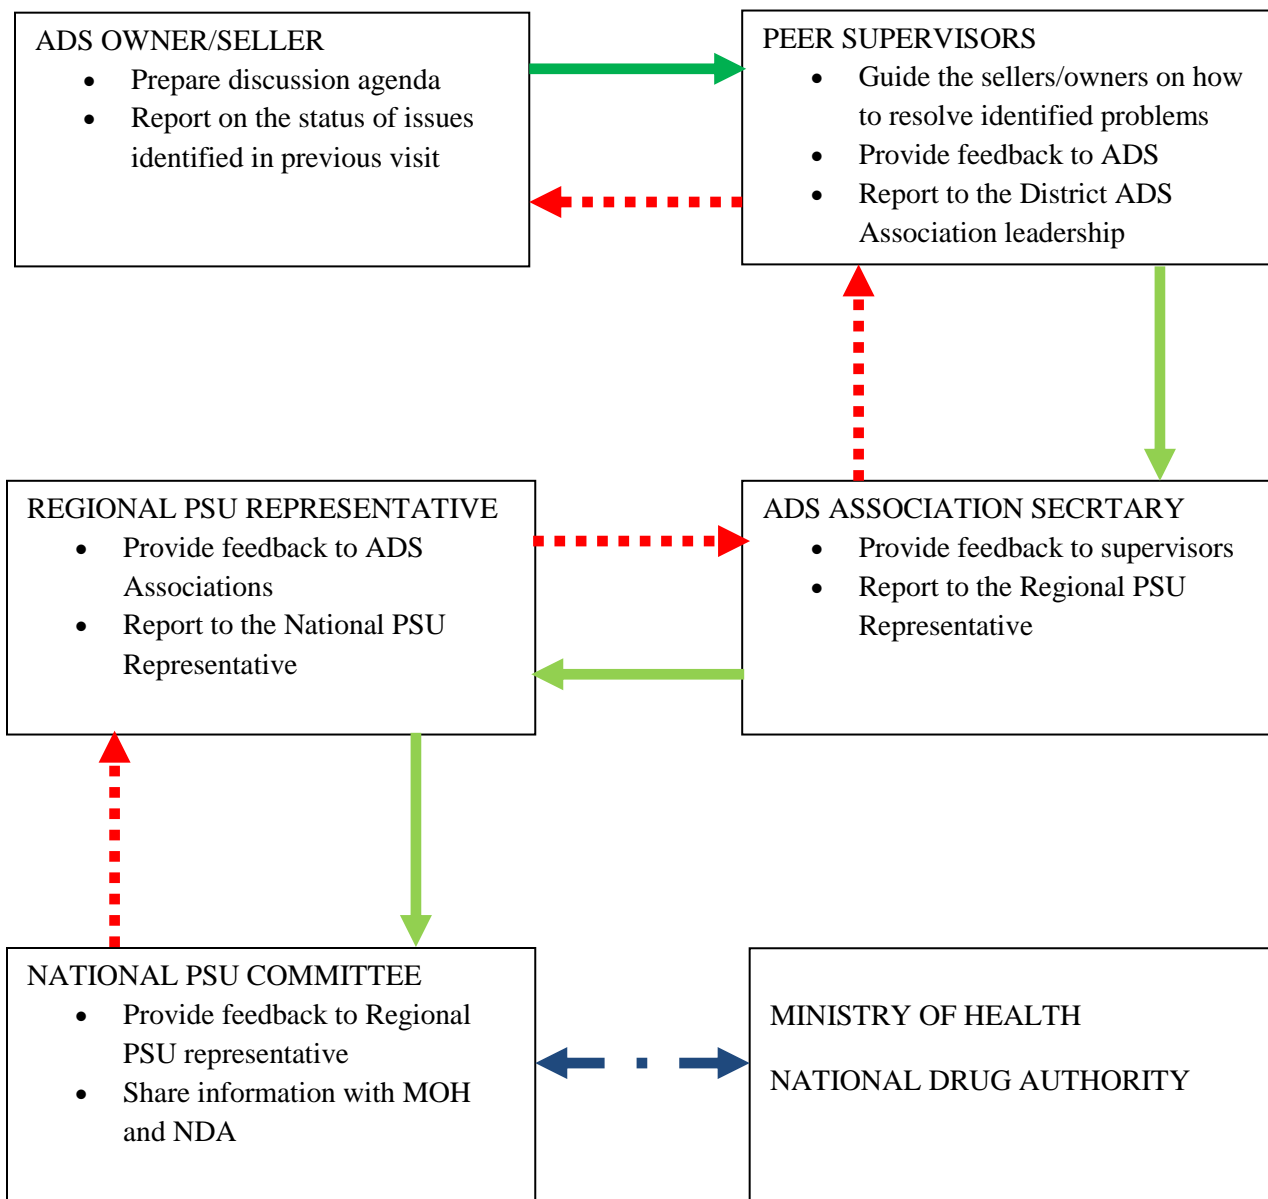 ADS OWNER/SELLER
• Prepare discussion agenda
• Report on the status of issues
identified in previous visit
PEER SUPERVISORS
• Guide the sellers/owners on how
to resolve identified problems
• Provide feedback to ADS
• Report to the District ADS
Association leadership
REGIONAL PSU REPRESENTATIVE
• Provide feedback to ADS
Associations
• Report to the National PSU
Representative
ADS ASSOCIATION SECRTARY
• Provide feedback to supervisors
• Report to the Regional PSU
Representative
NATIONAL PSU COMMITTEE
• Provide feedback to Regional
PSU representative
• Share information with MOH
and NDA
MINISTRY OF HEALTH
NATIONAL DRUG AUTHORITY